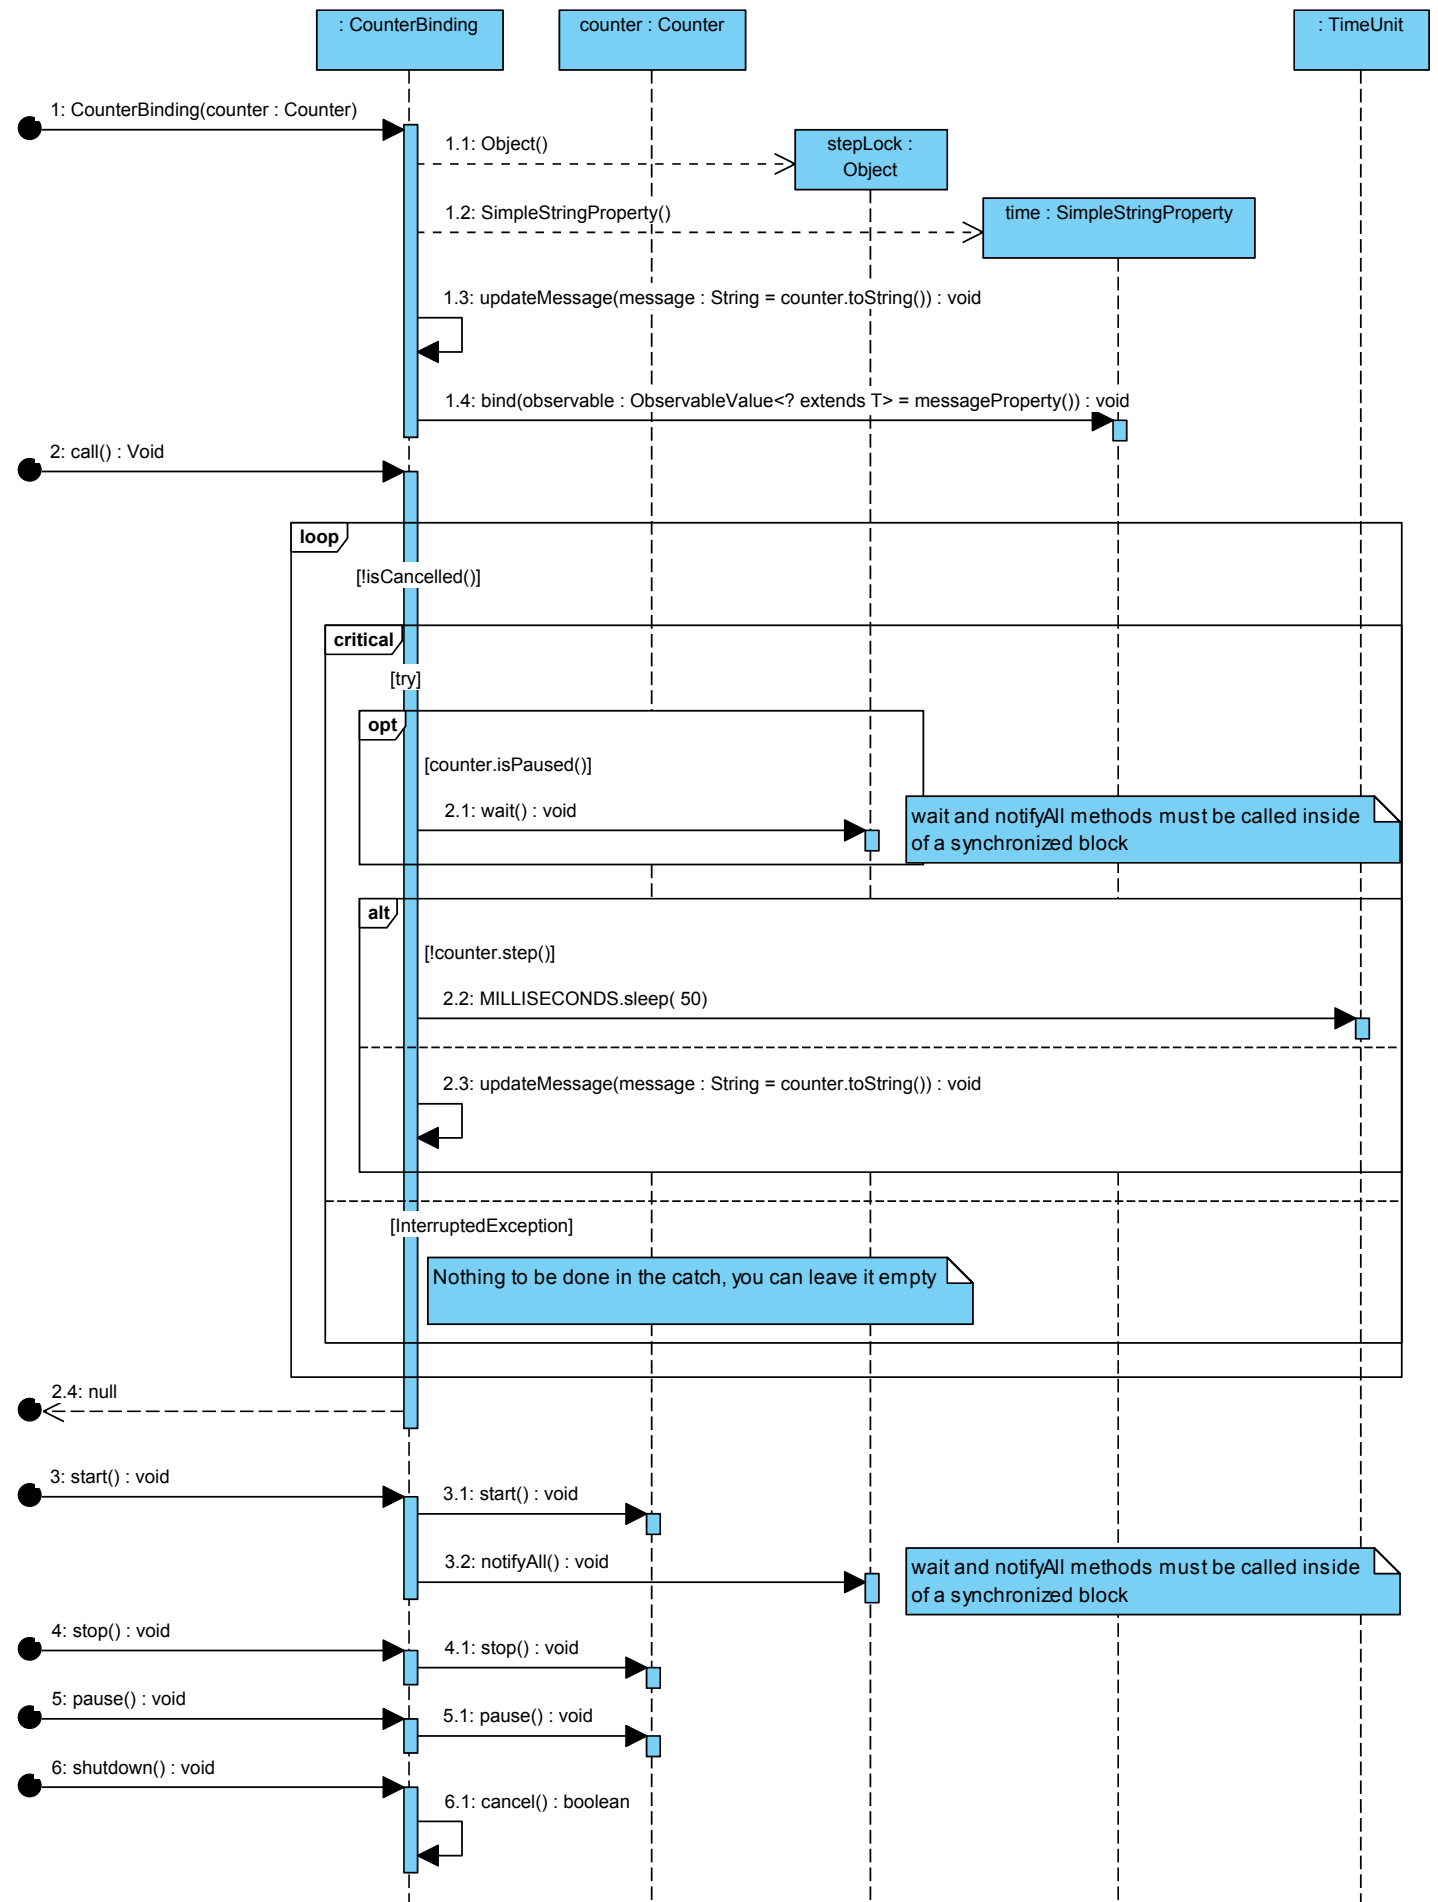 : CounterBinding
counter : Counter
: TimeUnit
1: CounterBinding(counter : Counter)
1.1: Object()
stepLock :
Object
1.2: SimpleStringProperty()
time : SimpleStringProperty
1.3: updateMessage(message : String = counter.toString()) : void
1.4: bind(observable : ObservableValue<? extends T> = messageProperty()) : void
2: call() : Void
loop
[!isCancelled()]
critical
[try]
opt
[counter.isPaused()]
2.1: wait() : void
wait and notifyAll methods must be called inside
of a synchronized block
alt
[!counter.step()]
2.2: MILLISECONDS.sleep( 50)
2.3: updateMessage(message : String = counter.toString()) : void
[InterruptedException]
Nothing to be done in the catch, you can leave it empty
2.4: null
3: start() : void
3.1: start() : void
3.2: notifyAll() : void
wait and notifyAll methods must be called inside
of a synchronized block
4: stop() : void
4.1: stop() : void
5: pause() : void
5.1: pause() : void
6: shutdown() : void
6.1: cancel() : boolean